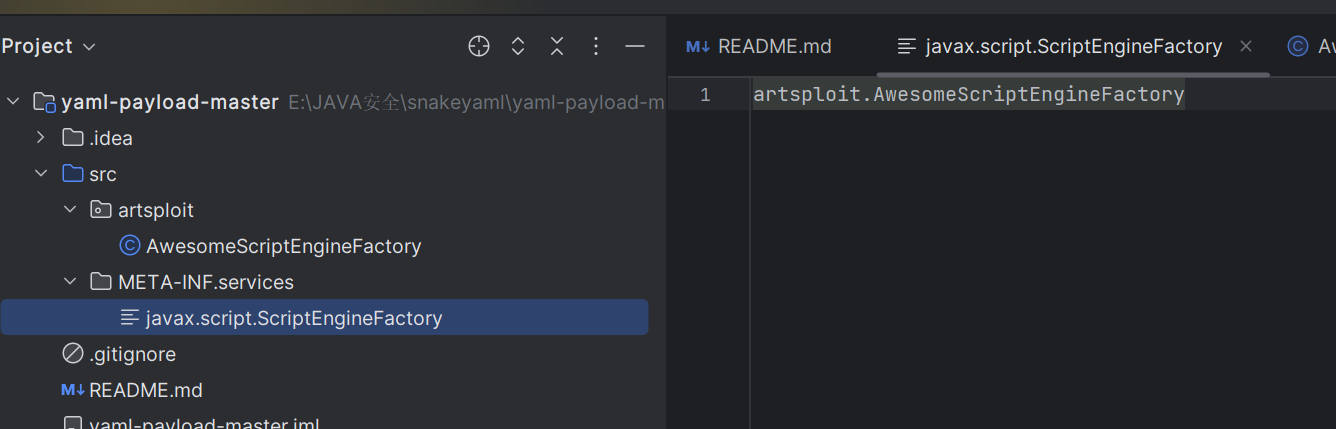 Project
yaml-payload-master E:\JAVA安全\snakeyaml\yaml-payload-m
.idea
src
artsploit
AwesomeScriptEngineFactory
META-INF.services
javax.script.ScriptEngineFactory
.gitignore
README.md
yaml-payload-master.iml
README.md javax.script.ScriptEngineFactory
1 artsploit.AwesomeScriptEngineFactory